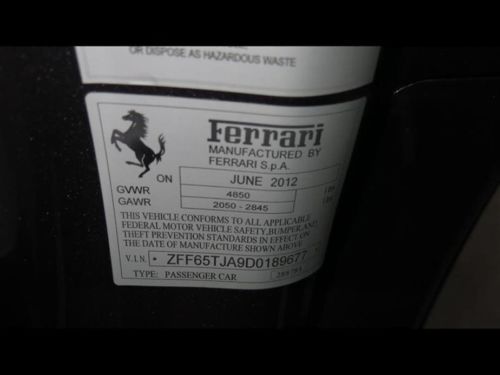 OR DISPOSE AS HAZARDOUS WASTE
Ferrari
MANUFACTURED BY
FERRARI S.p.A.
ON JUNE 2012
GVWR 4850
GAWR 2050 - 2845
THIS VEHICLE CONFORMS TO ALL APPLICABLE
FEDERAL MOTOR VEHICLE SAFETY, BUMPER, AND
THEFT PREVENTION STANDARDS IN EFFECT ON
THE DATE OF MANUFACTURE SHOWN ABOVE
V.I.N. * ZFF65TJA9D0189677 *
TYPE: PASSENGER CAR